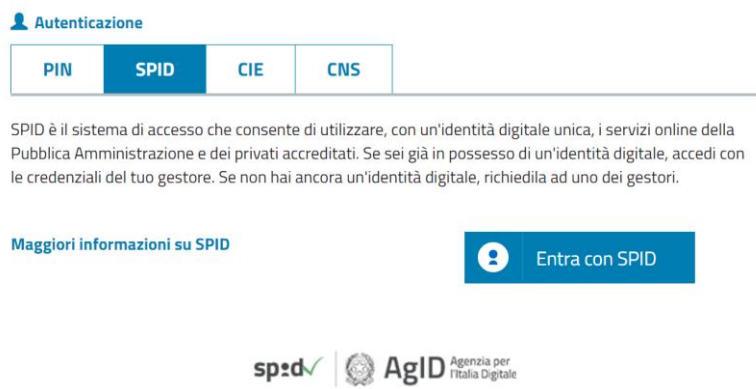 Autenticazione
PIN SPID CIE CNS
SPID è il sistema di accesso che consente di utilizzare, con un'identità digitale unica, i servizi online della
Pubblica Amministrazione e dei privati accreditati. Se sei già in possesso di un'identità digitale, accedi con
le credenziali del tuo gestore. Se non hai ancora un'identità digitale, richiedila ad uno dei gestori.
Maggiori informazioni su SPID
Entra con SPID
spid AgID Agenzia per
l'Italia Digitale